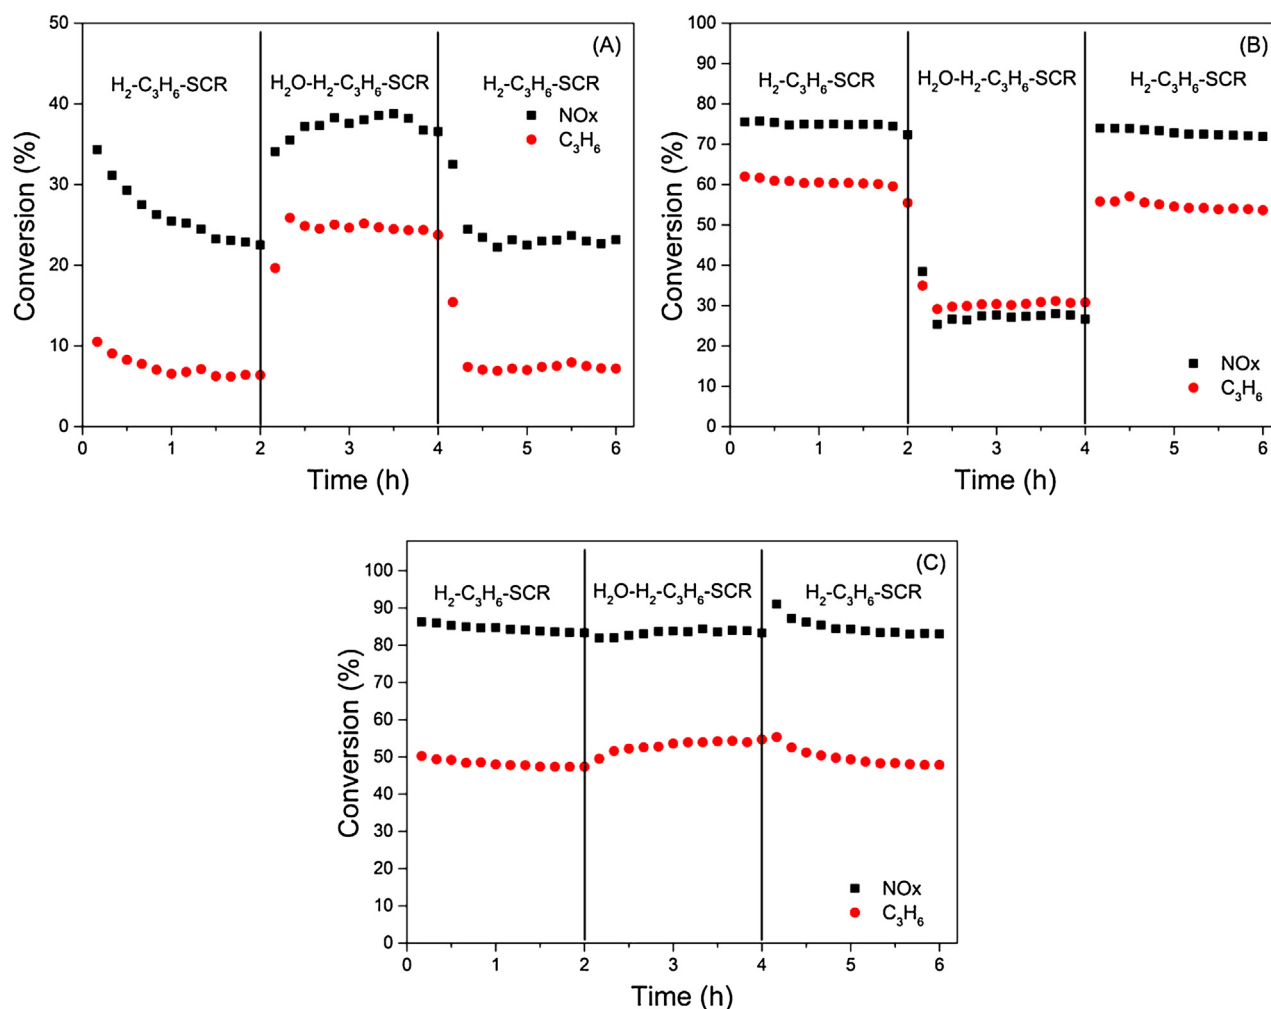 (A)
H₂-C₃H₆-SCR
H₂O-H₂-C₃H₆-SCR
H₂-C₃H₆-SCR
NOx
C₃H₆
50
40
30
20
10
0
Conversion (%)
0 1 2 3 4 5 6
Time (h)
(B)
H₂-C₃H₆-SCR
H₂O-H₂-C₃H₆-SCR
H₂-C₃H₆-SCR
NOx
C₃H₆
100
90
80
70
60
50
40
30
20
10
0
Conversion (%)
0 1 2 3 4 5 6
Time (h)
(C)
H₂-C₃H₆-SCR
H₂O-H₂-C₃H₆-SCR
H₂-C₃H₆-SCR
NOx
C₃H₆
100
90
80
70
60
50
40
30
20
10
0
Conversion (%)
0 1 2 3 4 5 6
Time (h)